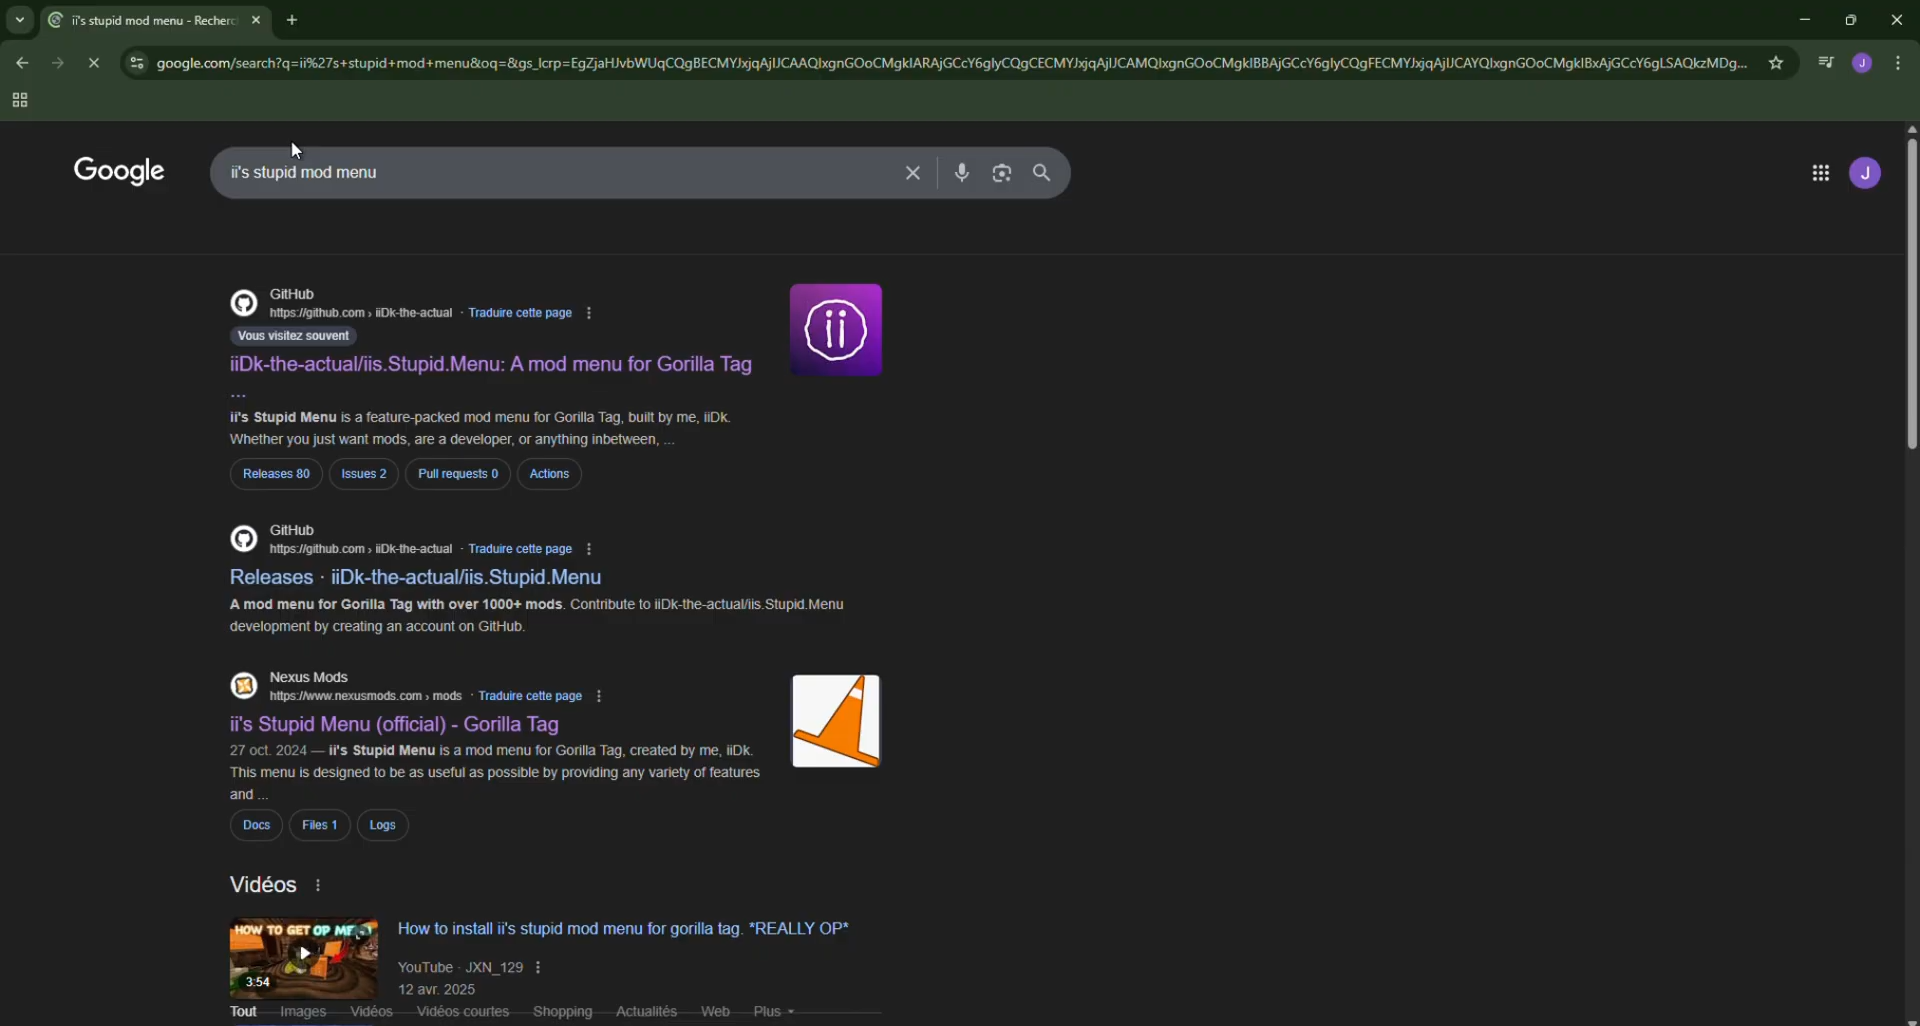 ii's stupid mod menu - Recherc
google.com/search?q=ii%27s+stupid+mod+menu&oq=&gs_lcrp=EgZjaHJvbWUqCQgBECMYJxjqAjIJCAAQIxgnGOoCMgkIARAjGCcY6gIyCQgCECMYJxjqAjIJCAMQIxgnGOoCMgkIBBAjGCcY6gIyCQgFECMYJxjqAjIJCAYQIxgnGOoCMgkIBxAjGCcY6gLSAQkzMDg...
J
Google
ii's stupid mod menu
J
GitHub
https://github.com › iiDk-the-actual · Traduire cette page
Vous visitez souvent
iiDk-the-actual/iis.Stupid.Menu: A mod menu for Gorilla Tag
...
ii's Stupid Menu is a feature-packed mod menu for Gorilla Tag, built by me, iiDk.
Whether you just want mods, are a developer, or anything inbetween, ...
Releases 80 Issues 2 Pull requests 0 Actions
ii
GitHub
https://github.com › iiDk-the-actual · Traduire cette page
Releases · iiDk-the-actual/iis.Stupid.Menu
A mod menu for Gorilla Tag with over 1000+ mods. Contribute to iiDk-the-actual/iis.Stupid.Menu
development by creating an account on GitHub.
Nexus Mods
https://www.nexusmods.com › mods · Traduire cette page
ii's Stupid Menu (official) - Gorilla Tag
27 oct. 2024 — ii's Stupid Menu is a mod menu for Gorilla Tag, created by me, iiDk.
This menu is designed to be as useful as possible by providing any variety of features
and ...
Docs Files 1 Logs
Vidéos
HOW TO GET OP
3:54
How to install ii's stupid mod menu for gorilla tag. *REALLY OP*
YouTube · JXN_129
12 avr. 2025
Tout Images Vidéos Vidéos courtes Shopping Actualités Web Plus